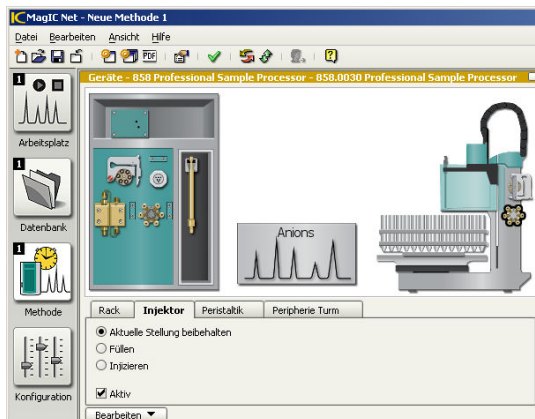 IC MagIC Net - Neue Methode 1
Datei Bearbeiten Ansicht Hilfe
PDF
Geräte - 858 Professional Sample Processor - 858.0030 Professional Sample Processor
1
Arbeitsplatz
1
Datenbank
1
Methode
Konfiguration
Anions
Rack Injektor Peristaltik Peripherie Turm
Aktuelle Stellung beibehalten
Füllen
Injizieren
Aktiv
Bearbeiten